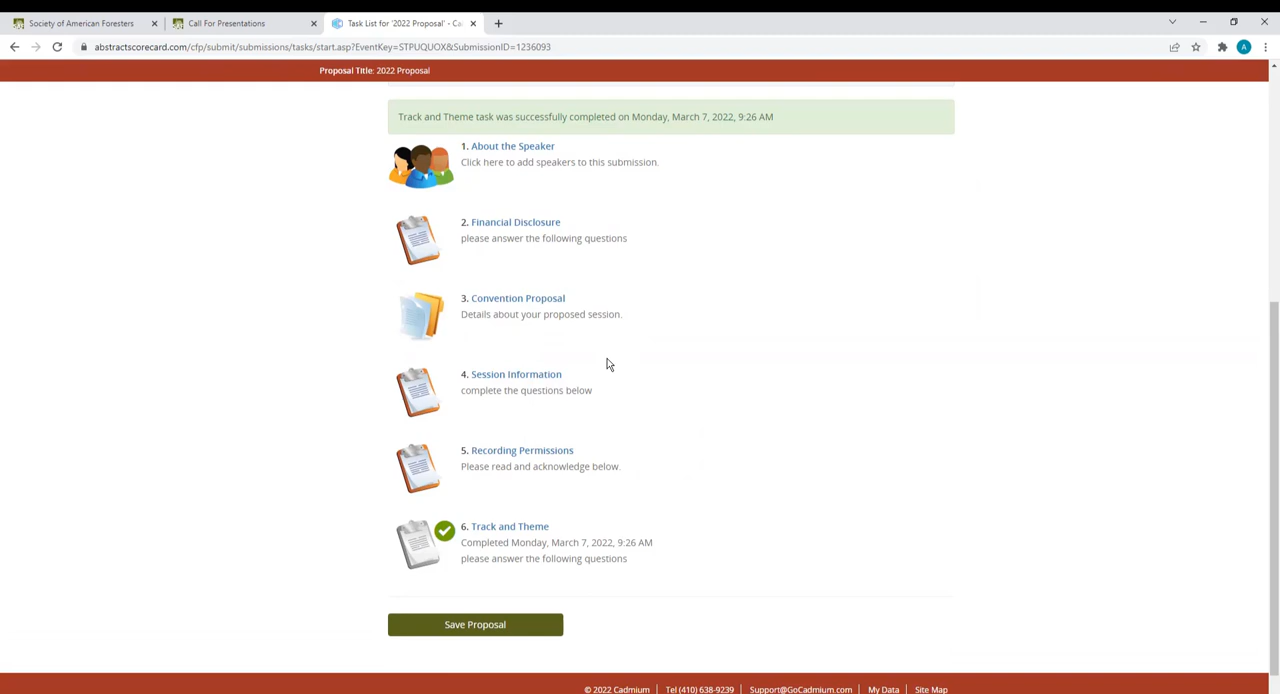 Society of American Foresters
Call For Presentations
Task List for '2022 Proposal' - Ca
abstractscorecard.com/cfp/submit/submissions/tasks/start.asp?EventKey=STPUQUOX&SubmissionID=1236093
A
Proposal Title: 2022 Proposal
Track and Theme task was successfully completed on Monday, March 7, 2022, 9:26 AM
1. About the Speaker
Click here to add speakers to this submission.
2. Financial Disclosure
please answer the following questions
3. Convention Proposal
Details about your proposed session.
4. Session Information
complete the questions below
5. Recording Permissions
Please read and acknowledge below.
6. Track and Theme
Completed Monday, March 7, 2022, 9:26 AM
please answer the following questions
Save Proposal
© 2022 Cadmium | Tel (410) 638-9239 | Support@GoCadmium.com | My Data | Site Map